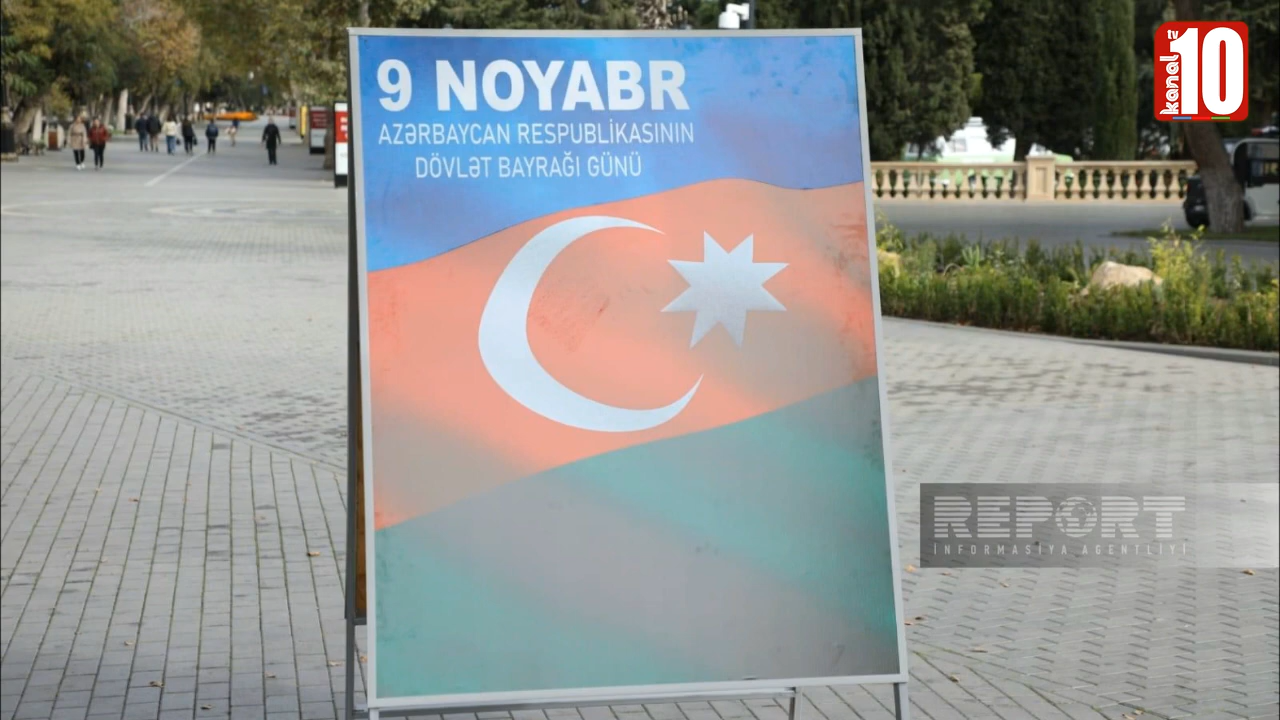 9 NOYABR
AZƏRBAYCAN RESPUBLİKASININ
DÖVLƏT BAYRAĞI GÜNÜ
kanal tv 10
REPORT
İNFORMASİYA AGENTLİYİ